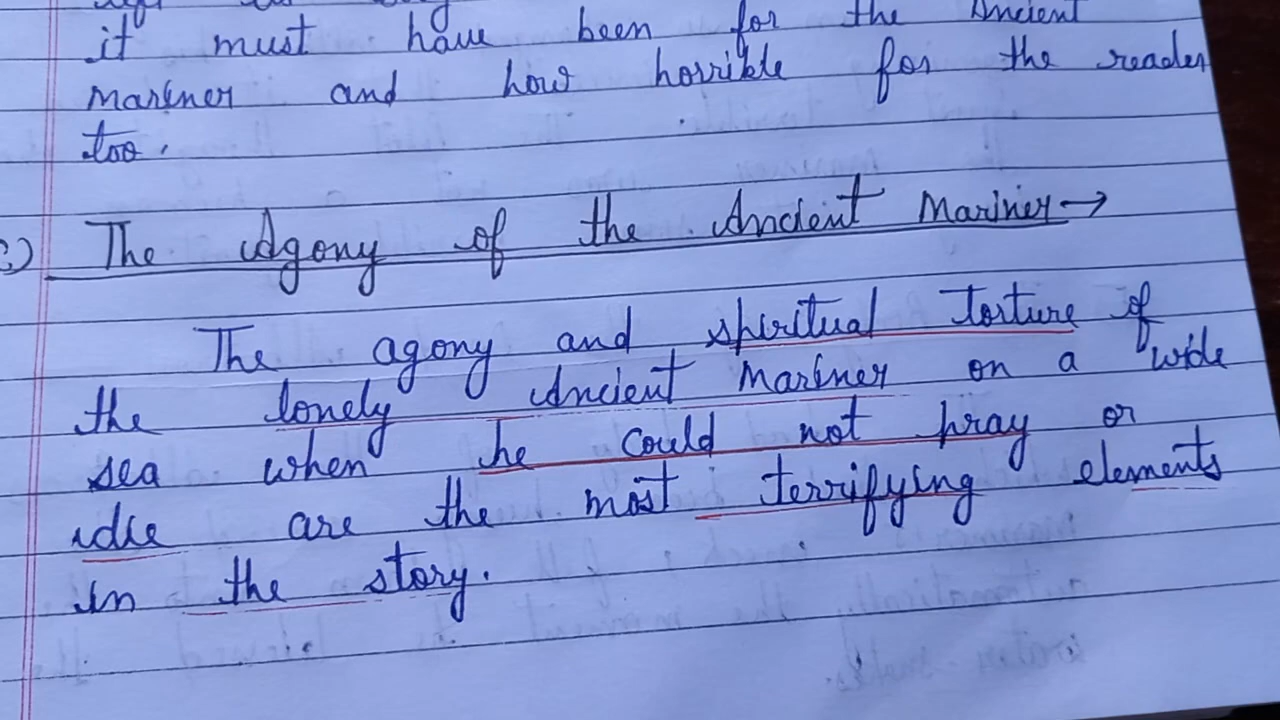 it must have been for the Ancient
Mariner and how horrible for the reader
too.
The Agony of the Ancient Mariner →
The agony and spiritual Torture of
the lonely Ancient Mariner on a wide
sea when he could not pray or
die are the most terrifying elements
in the story.